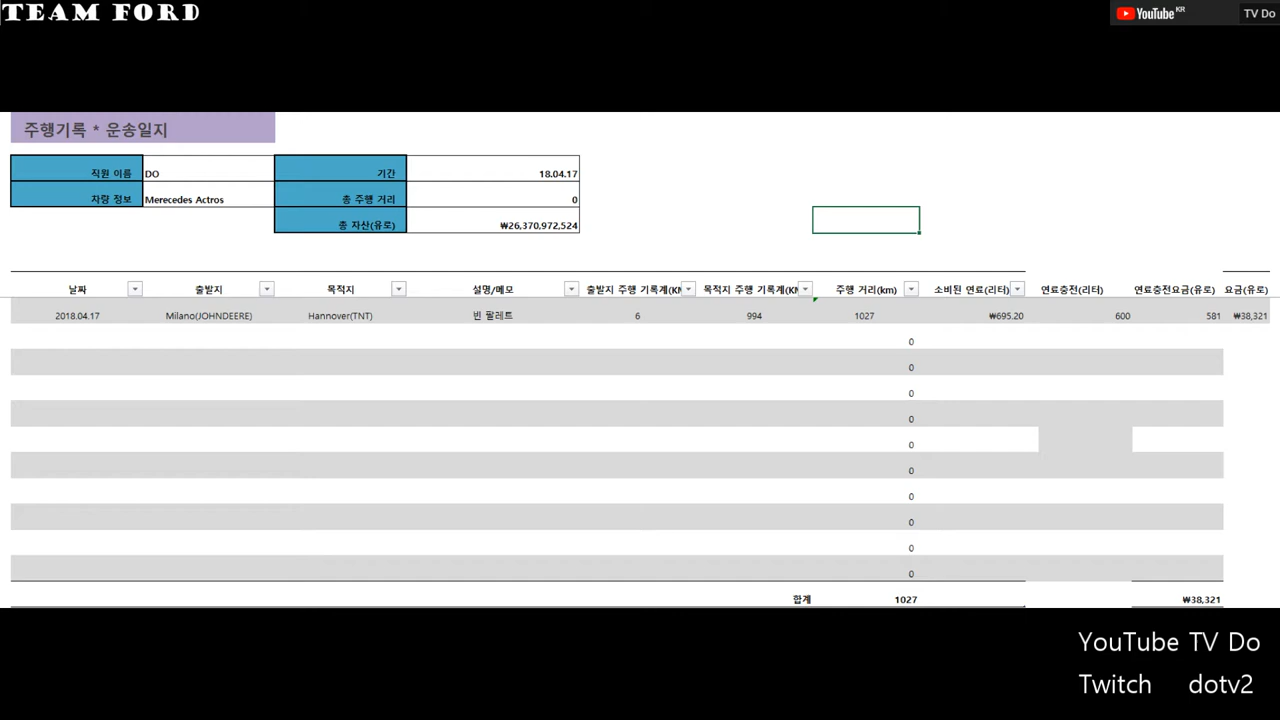 TEAM FORD
YouTube KR
TV Do
주행기록 * 운송일지
직원 이름 DO 기간 18.04.17
차량 정보 Merecedes Actros 총 주행 거리 0
총 자산(유로) ₩26,370,972,524
날짜 출발지 목적지 설명/메모 출발지 주행 기록계(KM 목적지 주행 기록계(KM 주행 거리(km) 소비된 연료(리터) 연료충전(리터) 연료충전요금(유로) 요금(유로)
2018.04.17 Milano(JOHNDEERE) Hannover(TNT) 빈 팔레트 6 994 1027 ₩695.20 600 581 ₩38,321
0
0
0
0
0
0
0
0
0
0
합계 1027 ₩38,321
YouTube TV Do
Twitch dotv2